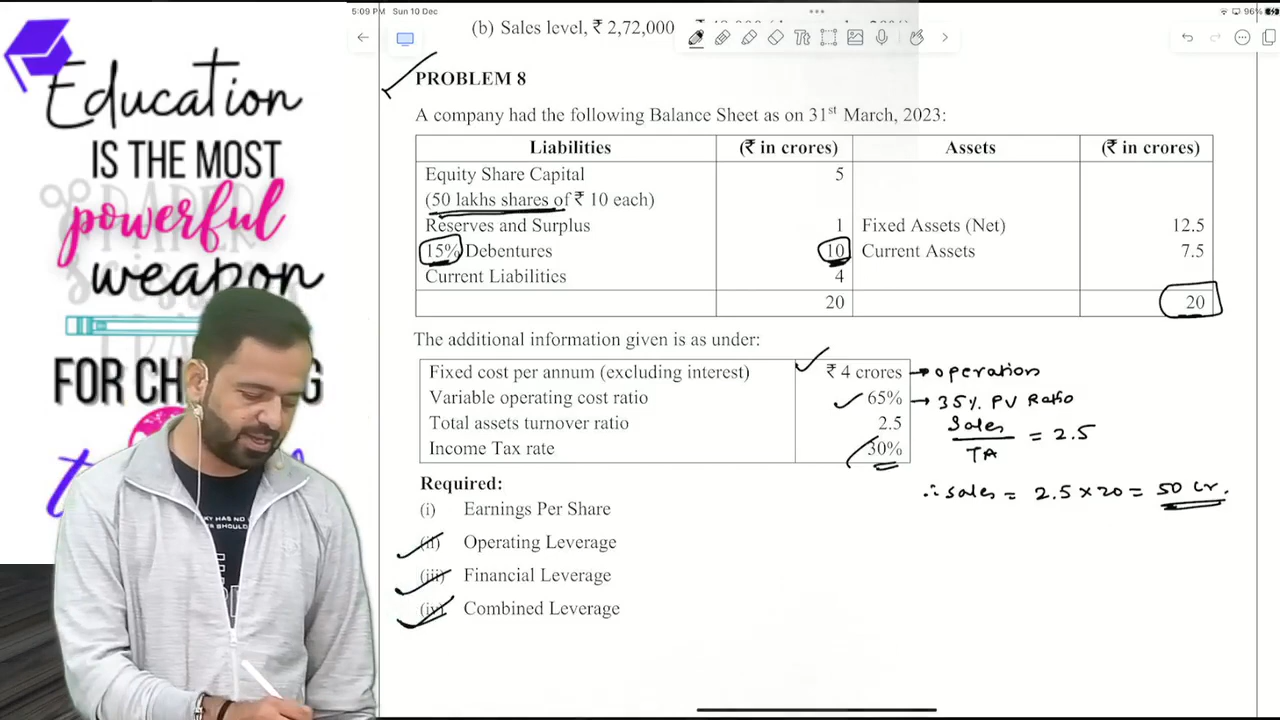 5:09 PM Sun 10 Dec
96%
Education
IS THE MOST
powerful
weapon
(b) Sales level, ₹ 2,72,000
Tt
PROBLEM 8
A company had the following Balance Sheet as on 31st March, 2023:
Liabilities (₹ in crores) Assets (₹ in crores)
Equity Share Capital 5
(50 lakhs shares of ₹ 10 each)
Reserves and Surplus 1 Fixed Assets (Net) 12.5
15% Debentures 10 Current Assets 7.5
Current Liabilities 4
20 20
The additional information given is as under:
Fixed cost per annum (excluding interest) ₹ 4 crores → operations
Variable operating cost ratio 65% → 35% PV Ratio
Total assets turnover ratio 2.5
Income Tax rate 30%
Sales
TA
= 2.5
∴ Sales = 2.5 × 20 = 50 Cr.
Required:
(i) Earnings Per Share
(ii) Operating Leverage
(iii) Financial Leverage
(iv) Combined Leverage